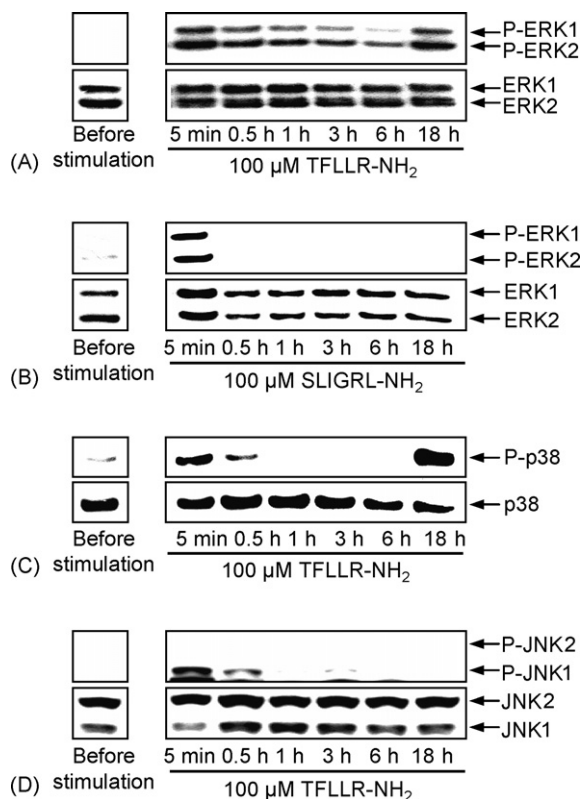 P-ERK1
P-ERK2
ERK1
ERK2
Before stimulation
5 min 0.5 h 1 h 3 h 6 h 18 h
(A)
100 µM TFLLR-NH₂
P-ERK1
P-ERK2
ERK1
ERK2
Before stimulation
5 min 0.5 h 1 h 3 h 6 h 18 h
(B)
100 µM SLIGRL-NH₂
P-p38
p38
Before stimulation
5 min 0.5 h 1 h 3 h 6 h 18 h
(C)
100 µM TFLLR-NH₂
P-JNK2
P-JNK1
JNK2
JNK1
Before stimulation
5 min 0.5 h 1 h 3 h 6 h 18 h
(D)
100 µM TFLLR-NH₂